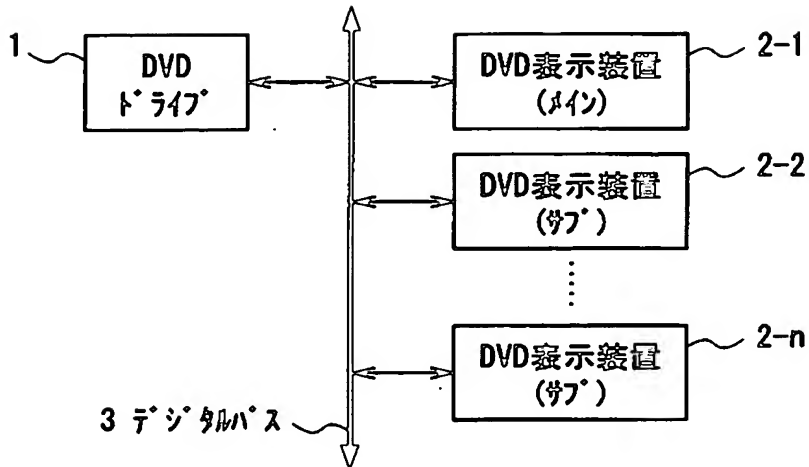 1
DVD
ﾄﾞﾗｲﾌﾞ
DVD表示装置
(ﾒｲﾝ)
2-1
DVD表示装置
(ｻﾌﾞ)
2-2
DVD表示装置
(ｻﾌﾞ)
2-n
3 ﾃﾞｼﾞﾀﾙﾊﾞｽ